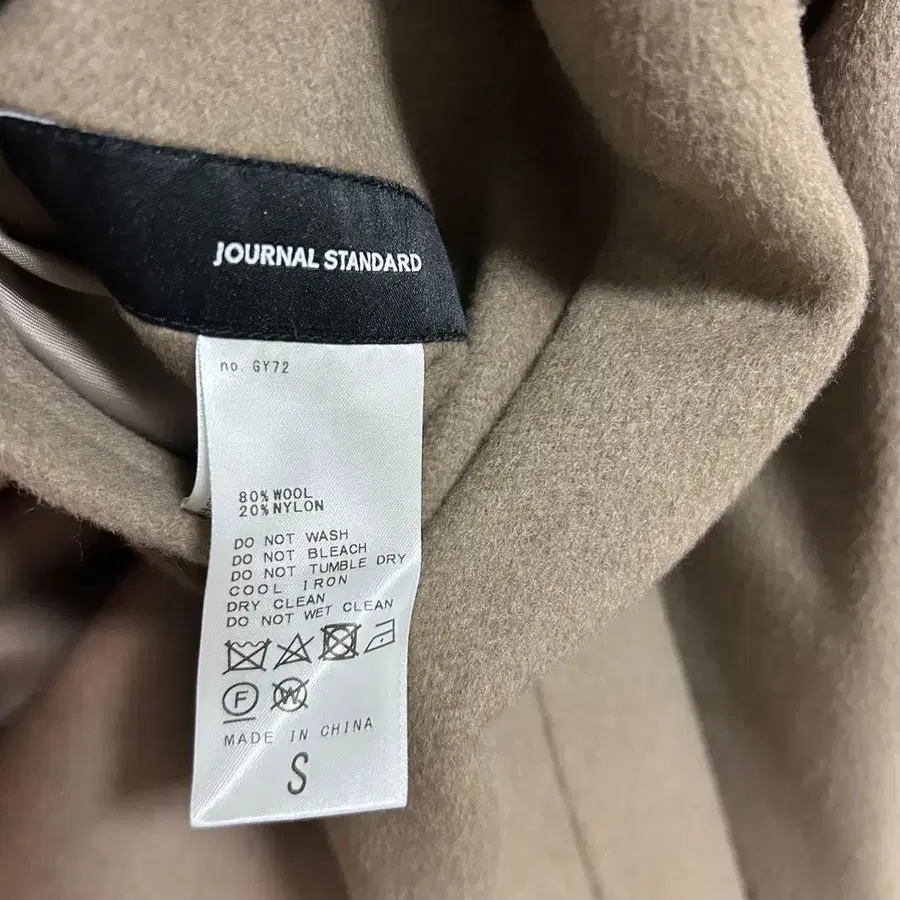 JOURNAL STANDARD
no. GY72
80% WOOL
20% NYLON
DO NOT WASH
DO NOT BLEACH
DO NOT TUMBLE DRY
COOL IRON
DRY CLEAN
DO NOT WET CLEAN
F W
MADE IN CHINA
S